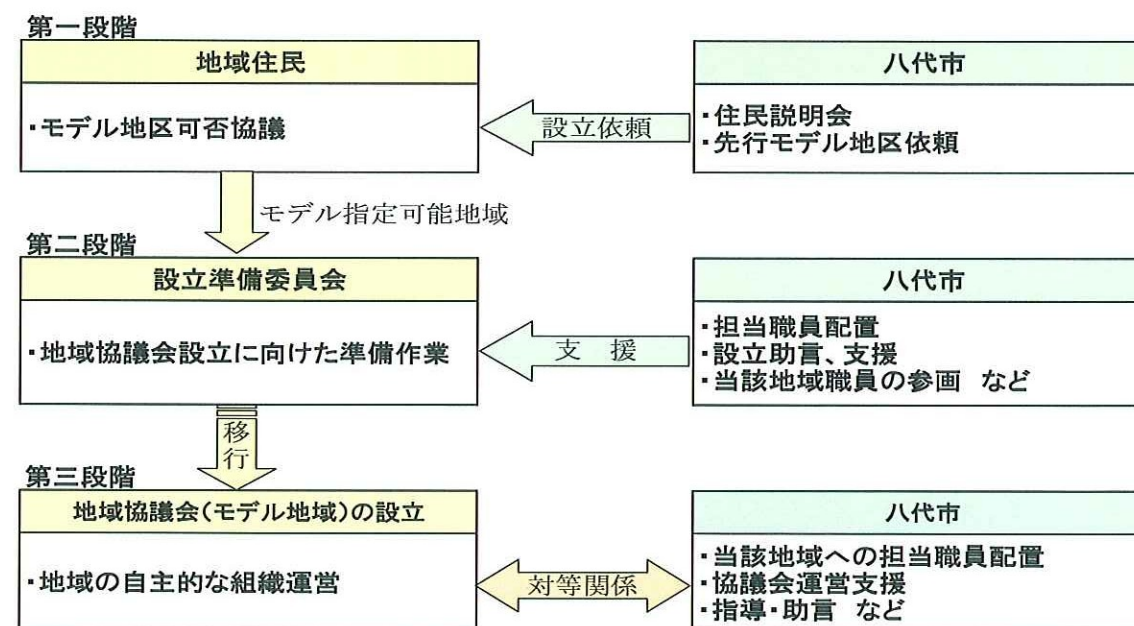 第一段階
地域住民
・モデル地区可否協議
設立依頼
八代市
・住民説明会
・先行モデル地区依頼
モデル指定可能地域
第二段階
設立準備委員会
・地域協議会設立に向けた準備作業
支　援
八代市
・担当職員配置
・設立助言、支援
・当該地域職員の参画　など
移行
第三段階
地域協議会(モデル地域)の設立
・地域の自主的な組織運営
対等関係
八代市
・当該地域への担当職員配置
・協議会運営支援
・指導・助言　など